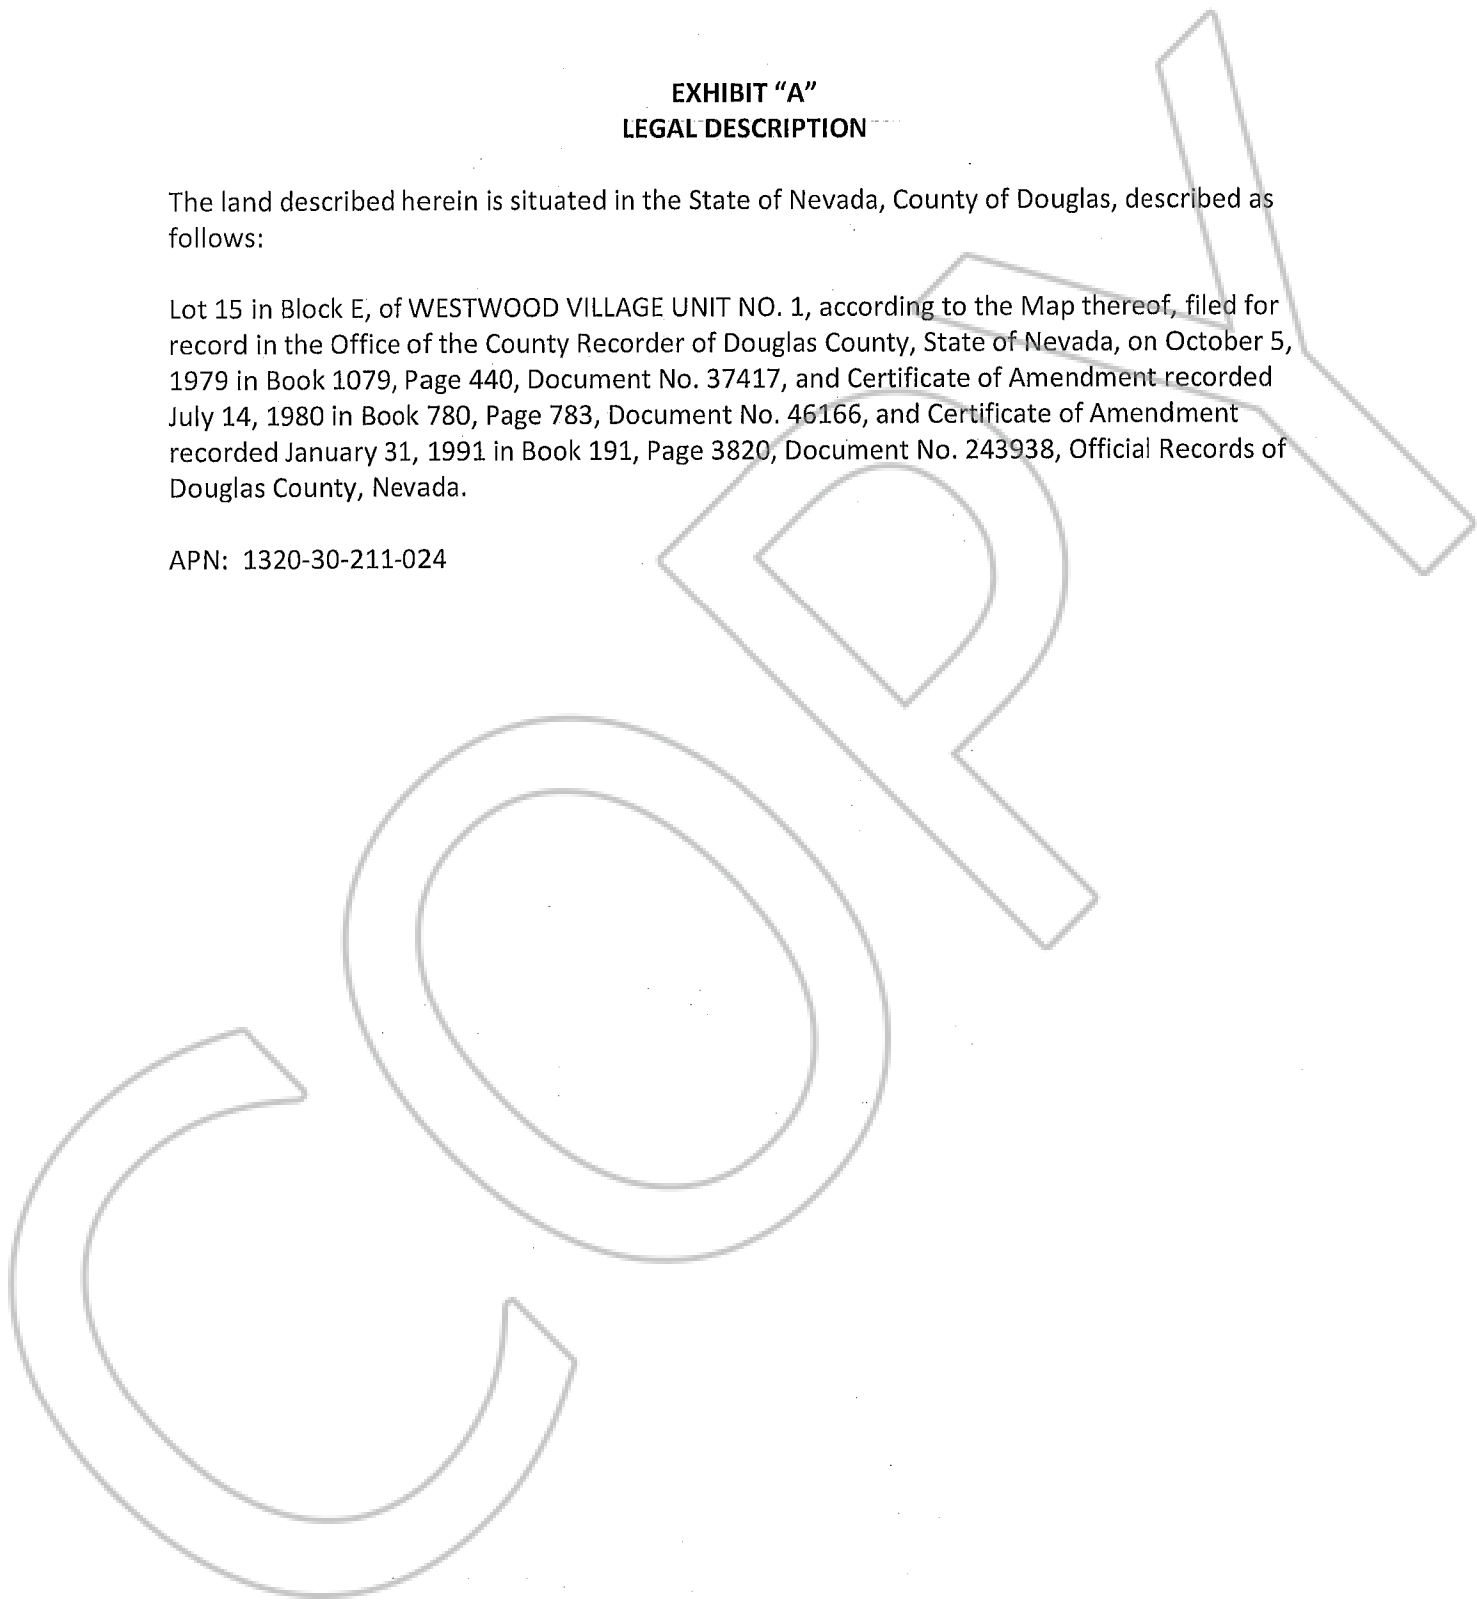 EXHIBIT “A”
LEGAL DESCRIPTION
The land described herein is situated in the State of Nevada, County of Douglas, described as
follows:
Lot 15 in Block E, of WESTWOOD VILLAGE UNIT NO. 1, according to the Map thereof, filed for
record in the Office of the County Recorder of Douglas County, State of Nevada, on October 5,
1979 in Book 1079, Page 440, Document No. 37417, and Certificate of Amendment recorded
July 14, 1980 in Book 780, Page 783, Document No. 46166, and Certificate of Amendment
recorded January 31, 1991 in Book 191, Page 3820, Document No. 243938, Official Records of
Douglas County, Nevada.
APN: 1320-30-211-024
COPY